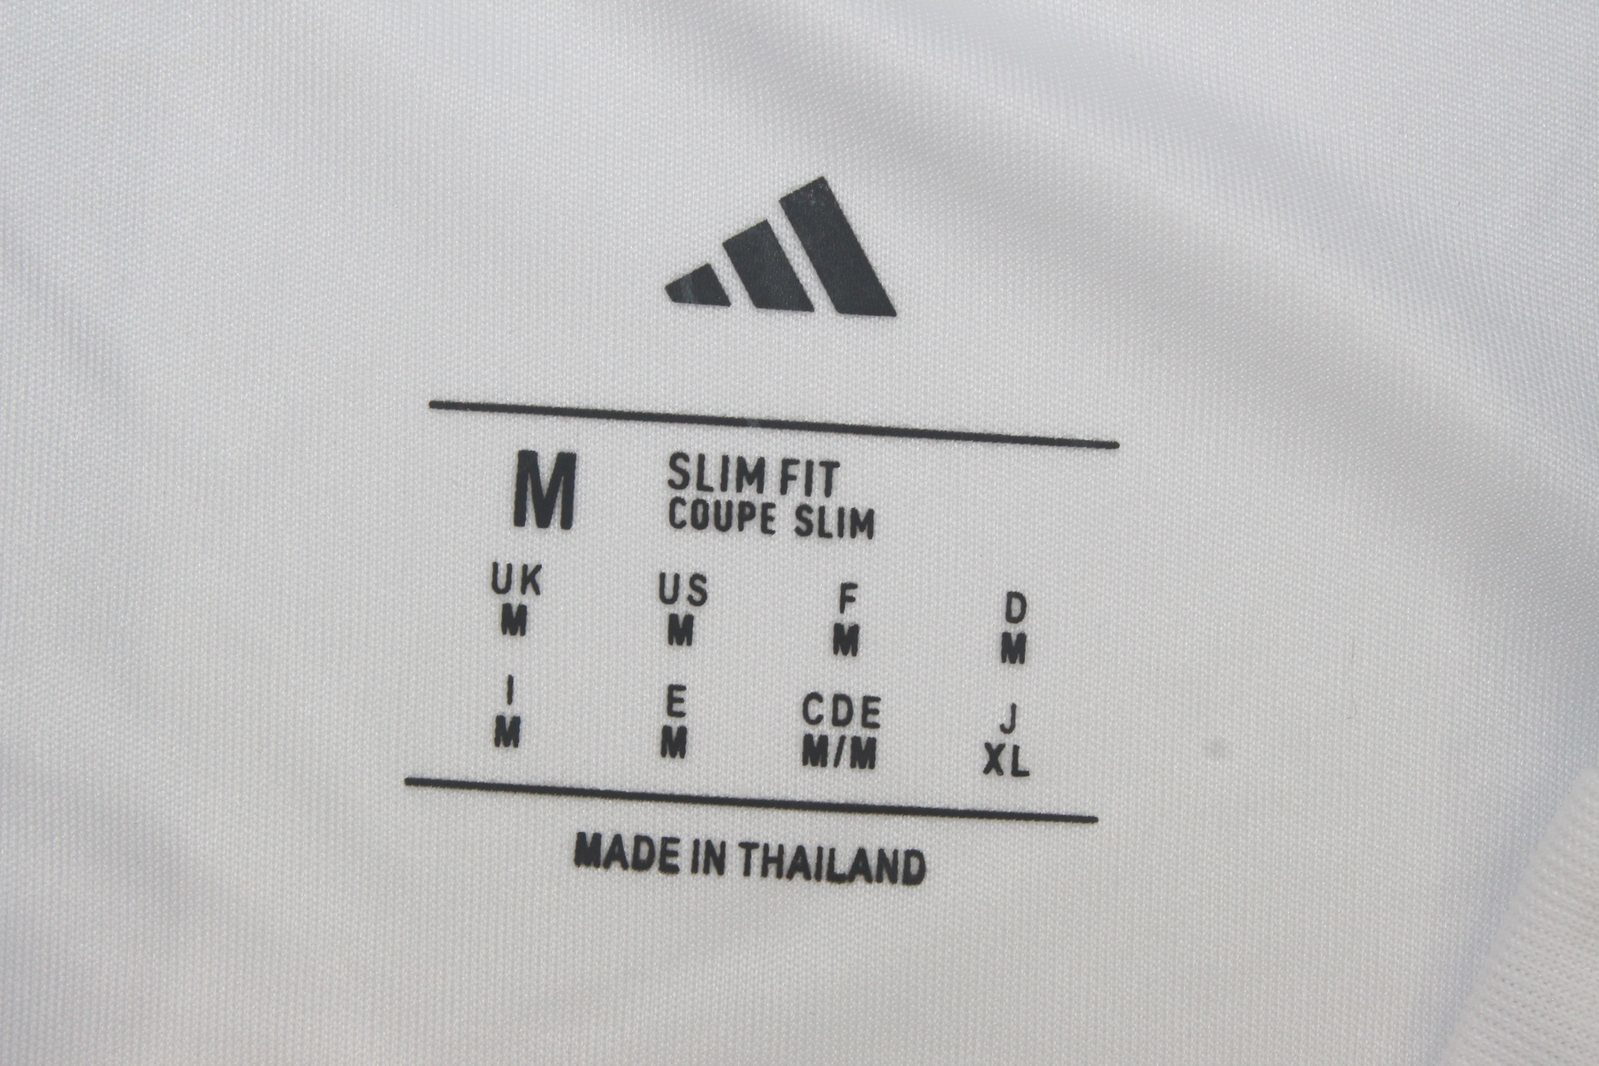 M SLIM FIT
COUPE SLIM
UK US F D
M M M M
I E CDE J
M M M/M XL
MADE IN THAILAND